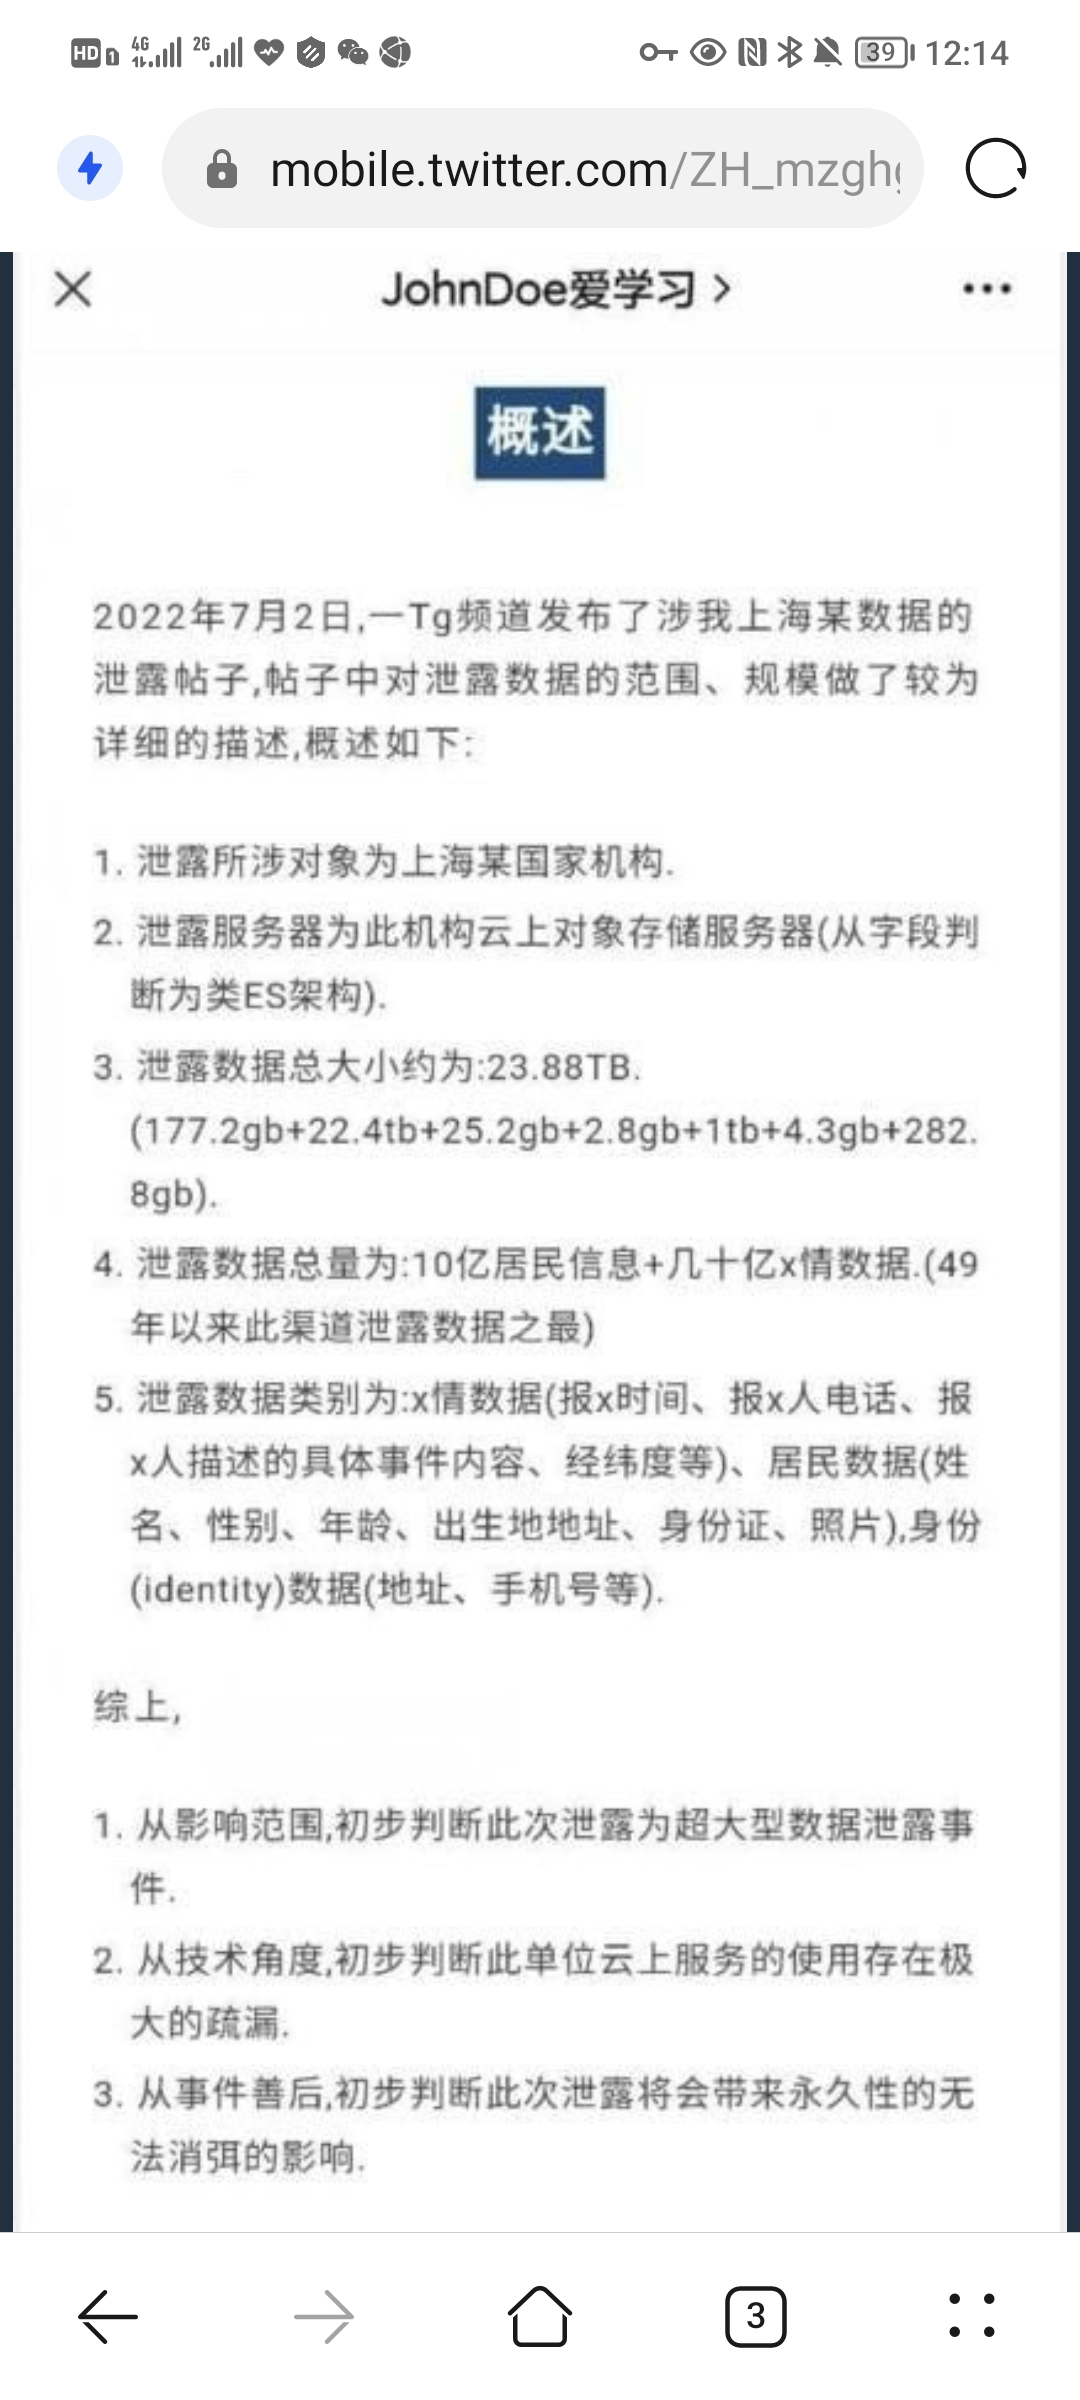 HD 1 4G 2G 39 12:14
mobile.twitter.com/ZH_mzgh
JohnDoe爱学习 >
概述
2022年7月2日,一Tg频道发布了涉我上海某数据的
泄露帖子,帖子中对泄露数据的范围、规模做了较为
详细的描述,概述如下:
1. 泄露所涉对象为上海某国家机构.
2. 泄露服务器为此机构云上对象存储服务器(从字段判
断为类ES架构).
3. 泄露数据总大小约为:23.88TB.
(177.2gb+22.4tb+25.2gb+2.8gb+1tb+4.3gb+282.
8gb).
4. 泄露数据总量为:10亿居民信息+几十亿x情数据.(49
年以来此渠道泄露数据之最)
5. 泄露数据类别为:x情数据(报x时间、报x人电话、报
x人描述的具体事件内容、经纬度等)、居民数据(姓
名、性别、年龄、出生地地址、身份证、照片),身份
(identity)数据(地址、手机号等).
综上,
1. 从影响范围,初步判断此次泄露为超大型数据泄露事
件.
2. 从技术角度,初步判断此单位云上服务的使用存在极
大的疏漏.
3. 从事件善后,初步判断此次泄露将会带来永久性的无
法消弭的影响.
3